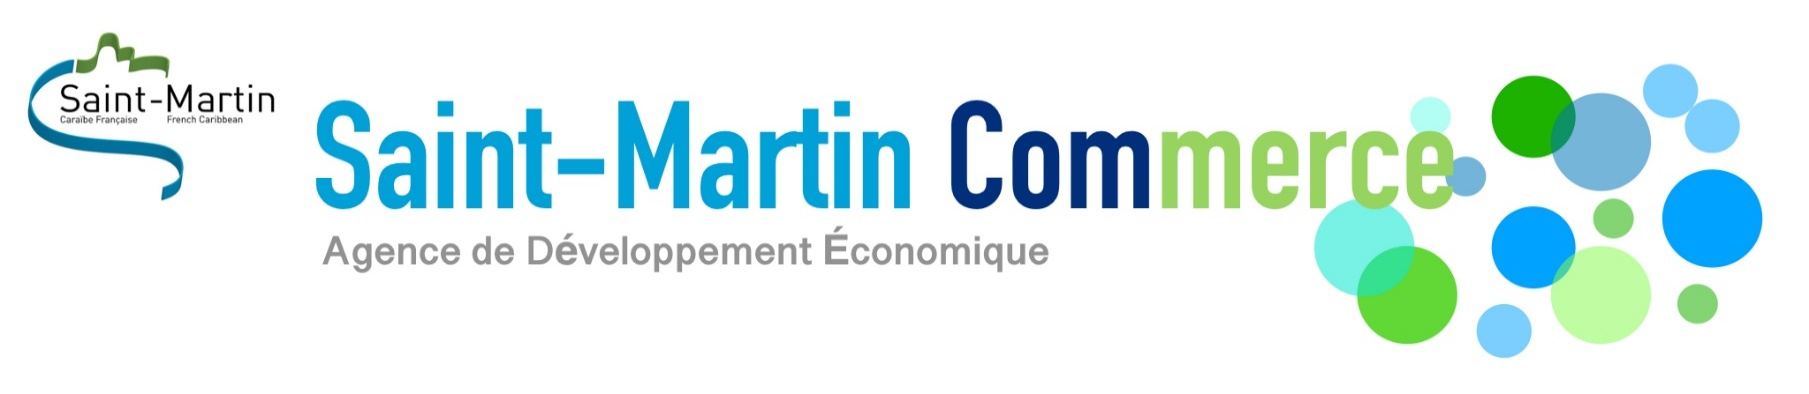 Saint-Martin
Caraïbe Française French Caribbean
Saint-Martin Commerce
Agence de Développement Économique